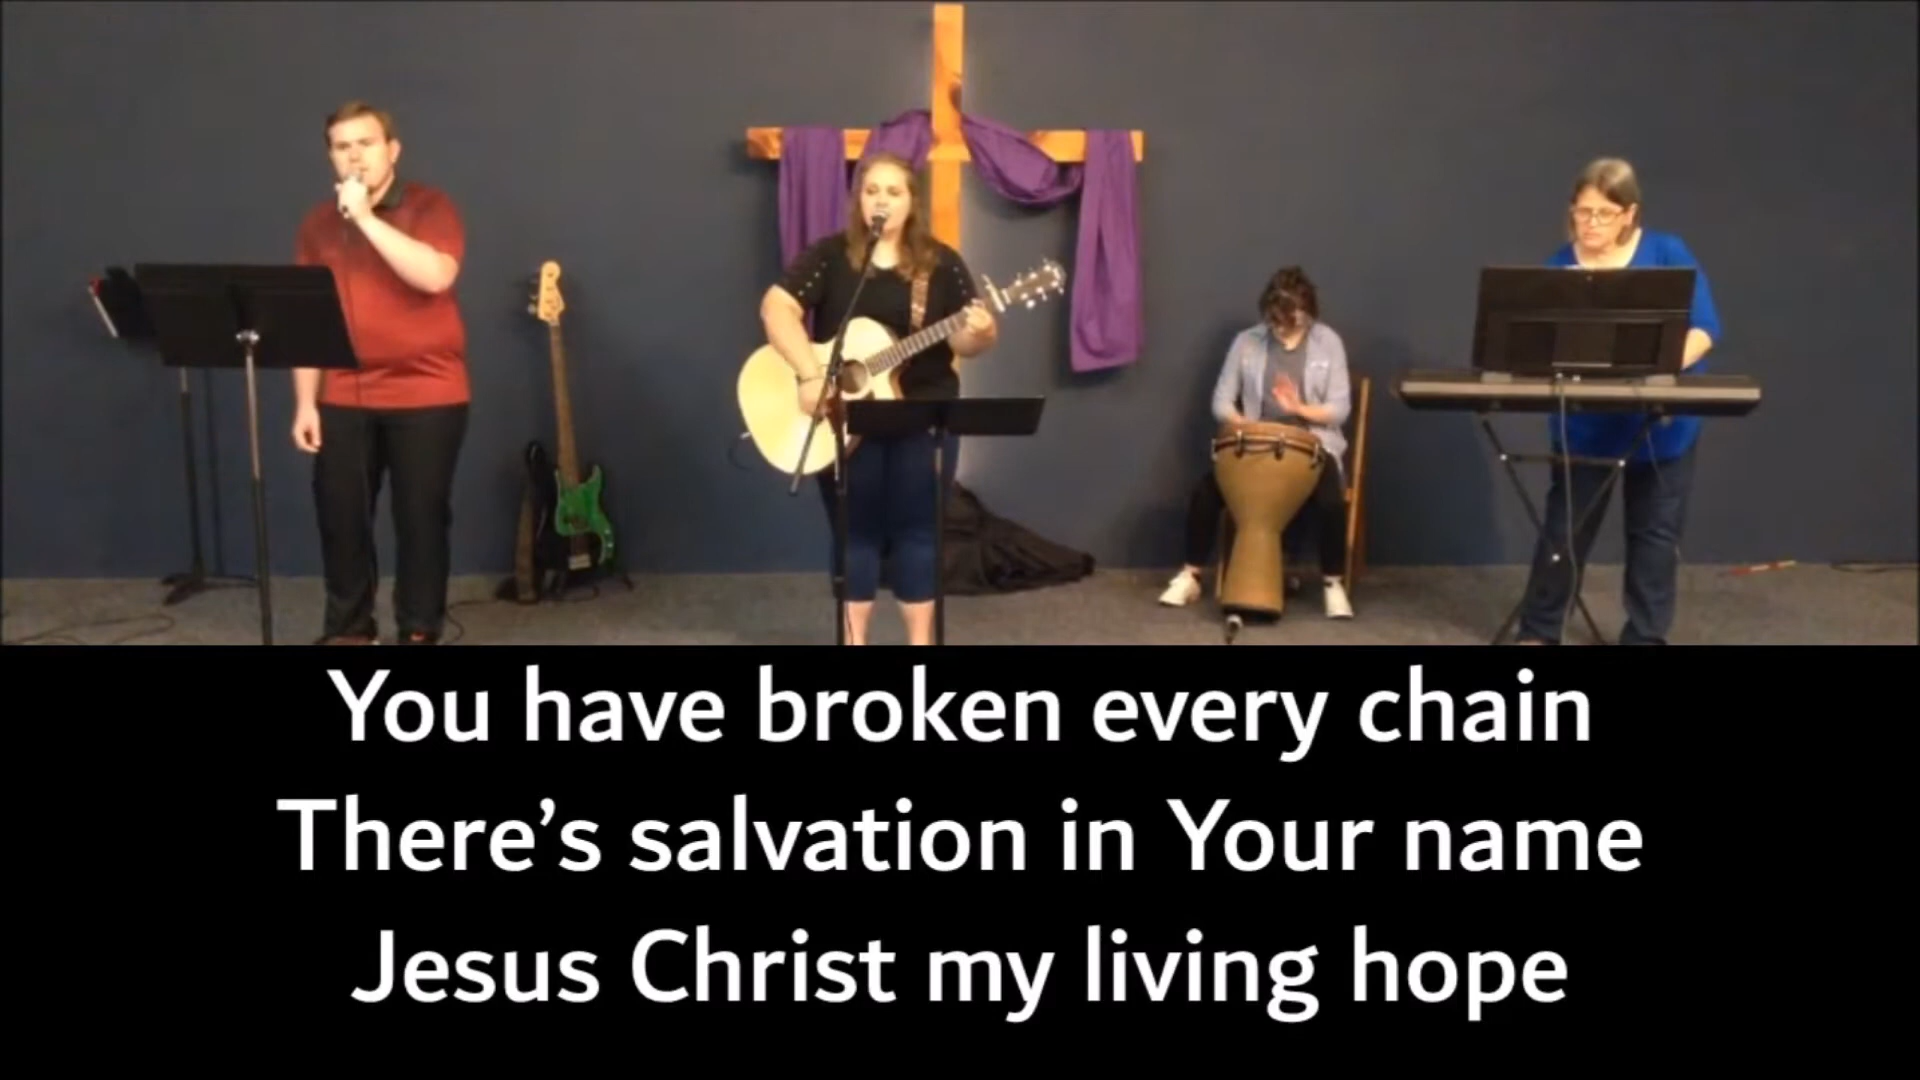 You have broken every chain
There’s salvation in Your name
Jesus Christ my living hope